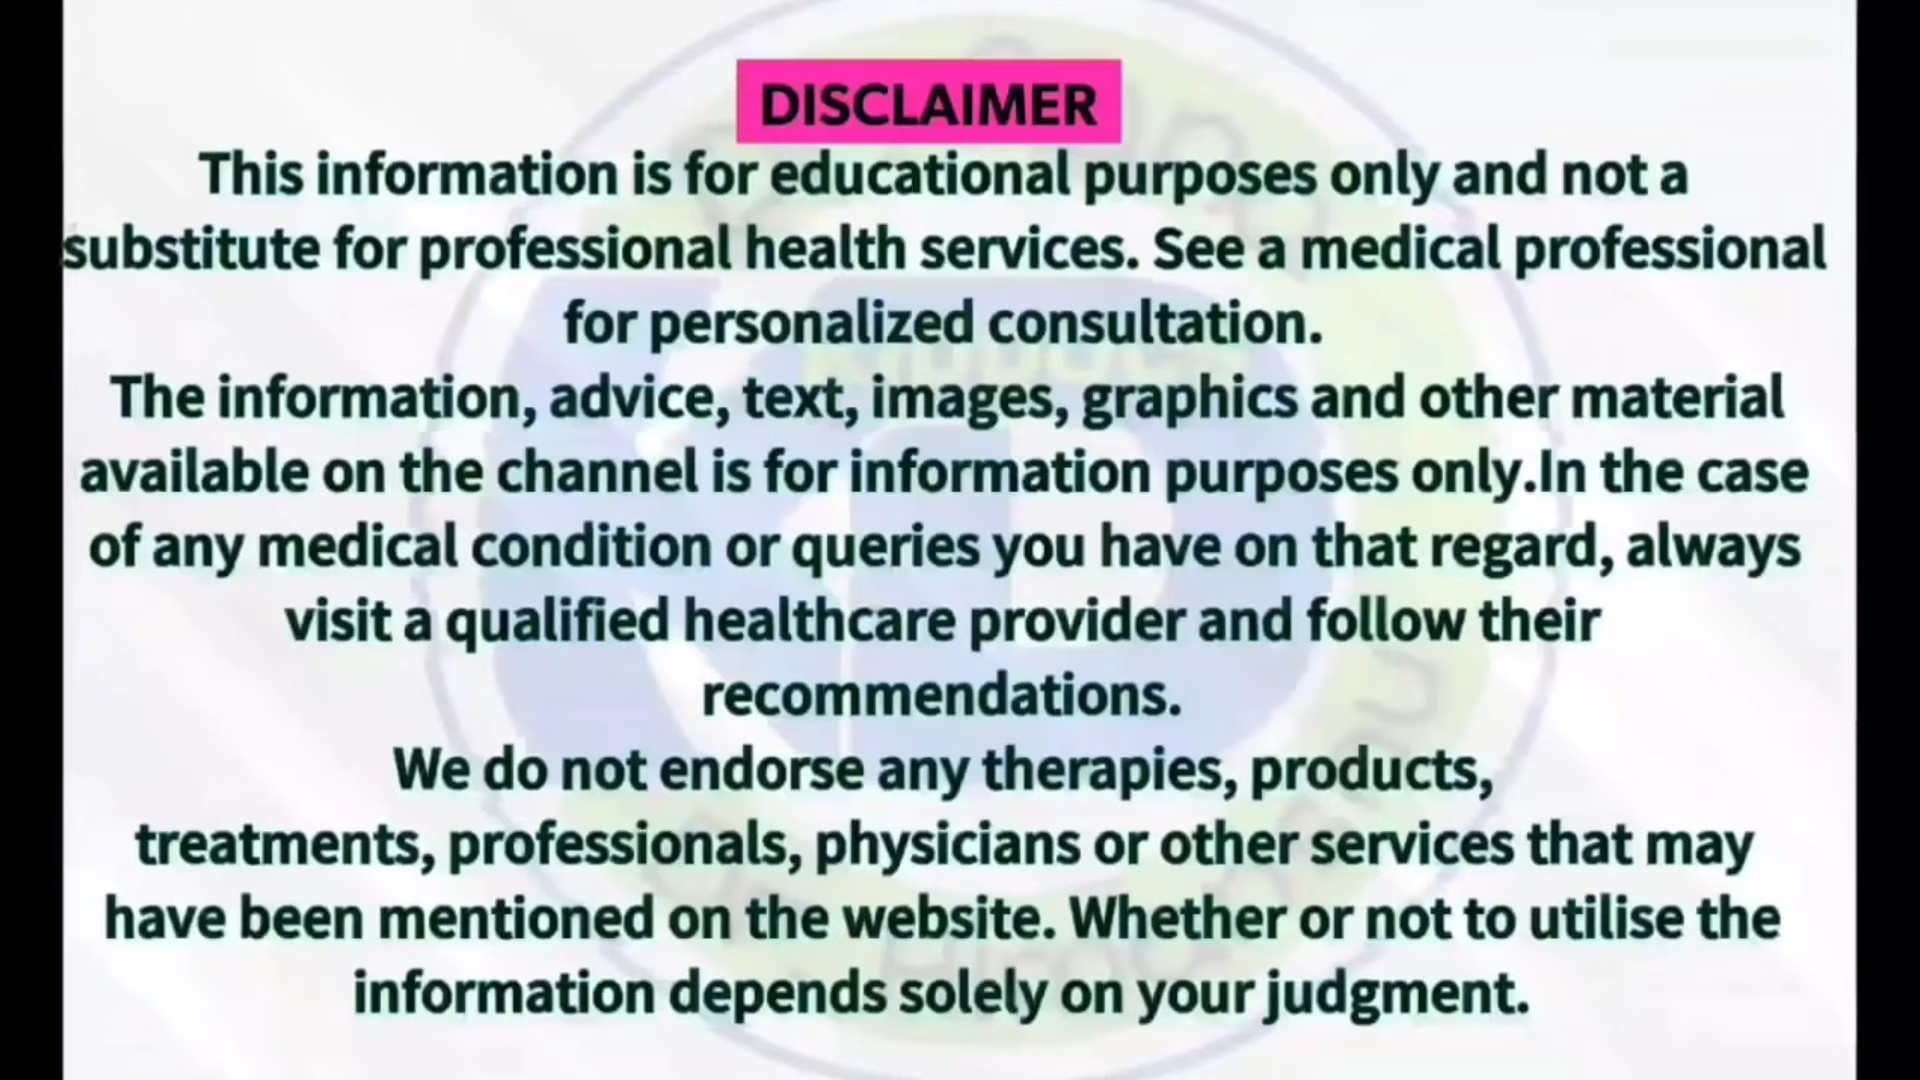 DISCLAIMER
This information is for educational purposes only and not a
substitute for professional health services. See a medical professional
for personalized consultation.
The information, advice, text, images, graphics and other material
available on the channel is for information purposes only.In the case
of any medical condition or queries you have on that regard, always
visit a qualified healthcare provider and follow their
recommendations.
We do not endorse any therapies, products,
treatments, professionals, physicians or other services that may
have been mentioned on the website. Whether or not to utilise the
information depends solely on your judgment.